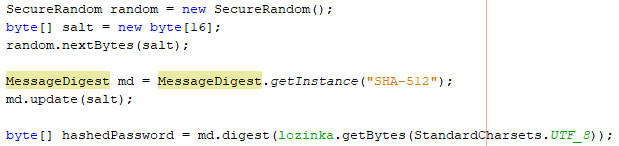 SecureRandom random = new SecureRandom();
byte[] salt = new byte[16];
random.nextBytes(salt);
MessageDigest md = MessageDigest.getInstance("SHA-512");
md.update(salt);
byte[] hashedPassword = md.digest(lozinka.getBytes(StandardCharsets.UTF_8));